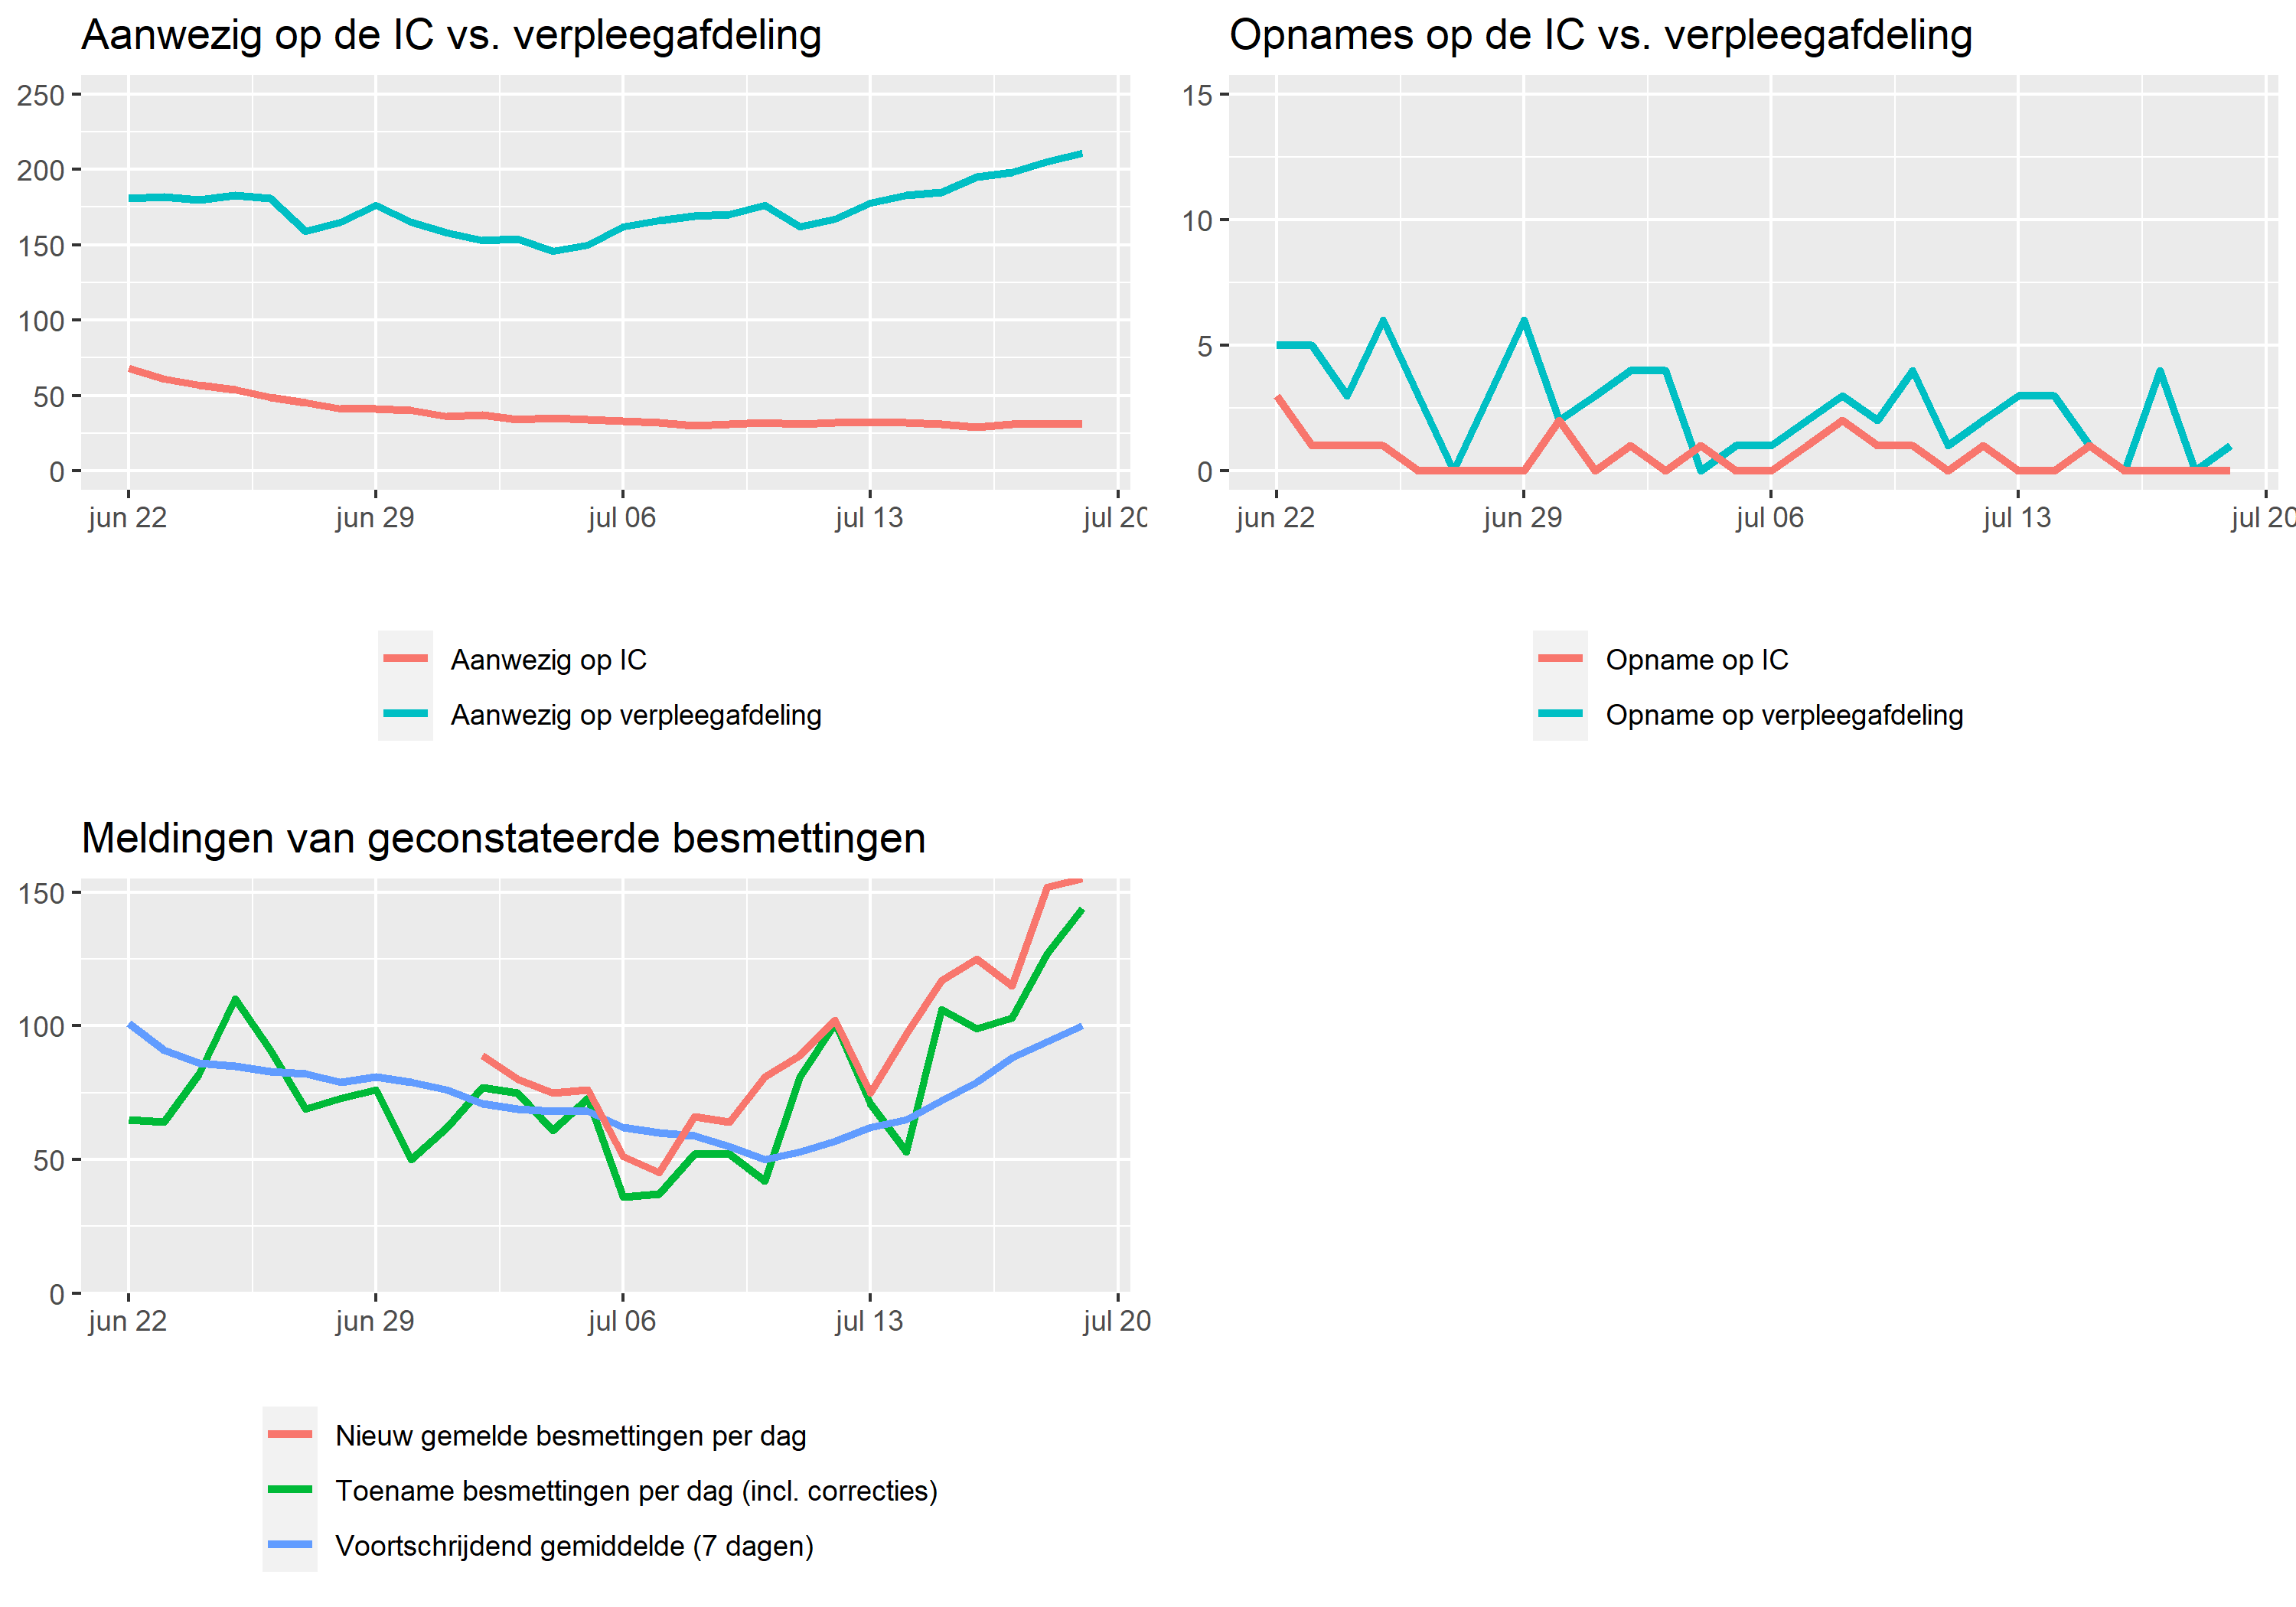 Aanwezig op de IC vs. verpleegafdeling
250
200
150
100
50
0
jun 22 jun 29 jul 06 jul 13 jul 20
Aanwezig op IC
Aanwezig op verpleegafdeling
Opnames op de IC vs. verpleegafdeling
15
10
5
0
jun 22 jun 29 jul 06 jul 13 jul 20
Opname op IC
Opname op verpleegafdeling
Meldingen van geconstateerde besmettingen
150
100
50
0
jun 22 jun 29 jul 06 jul 13 jul 20
Nieuw gemelde besmettingen per dag
Toename besmettingen per dag (incl. correcties)
Voortschrijdend gemiddelde (7 dagen)